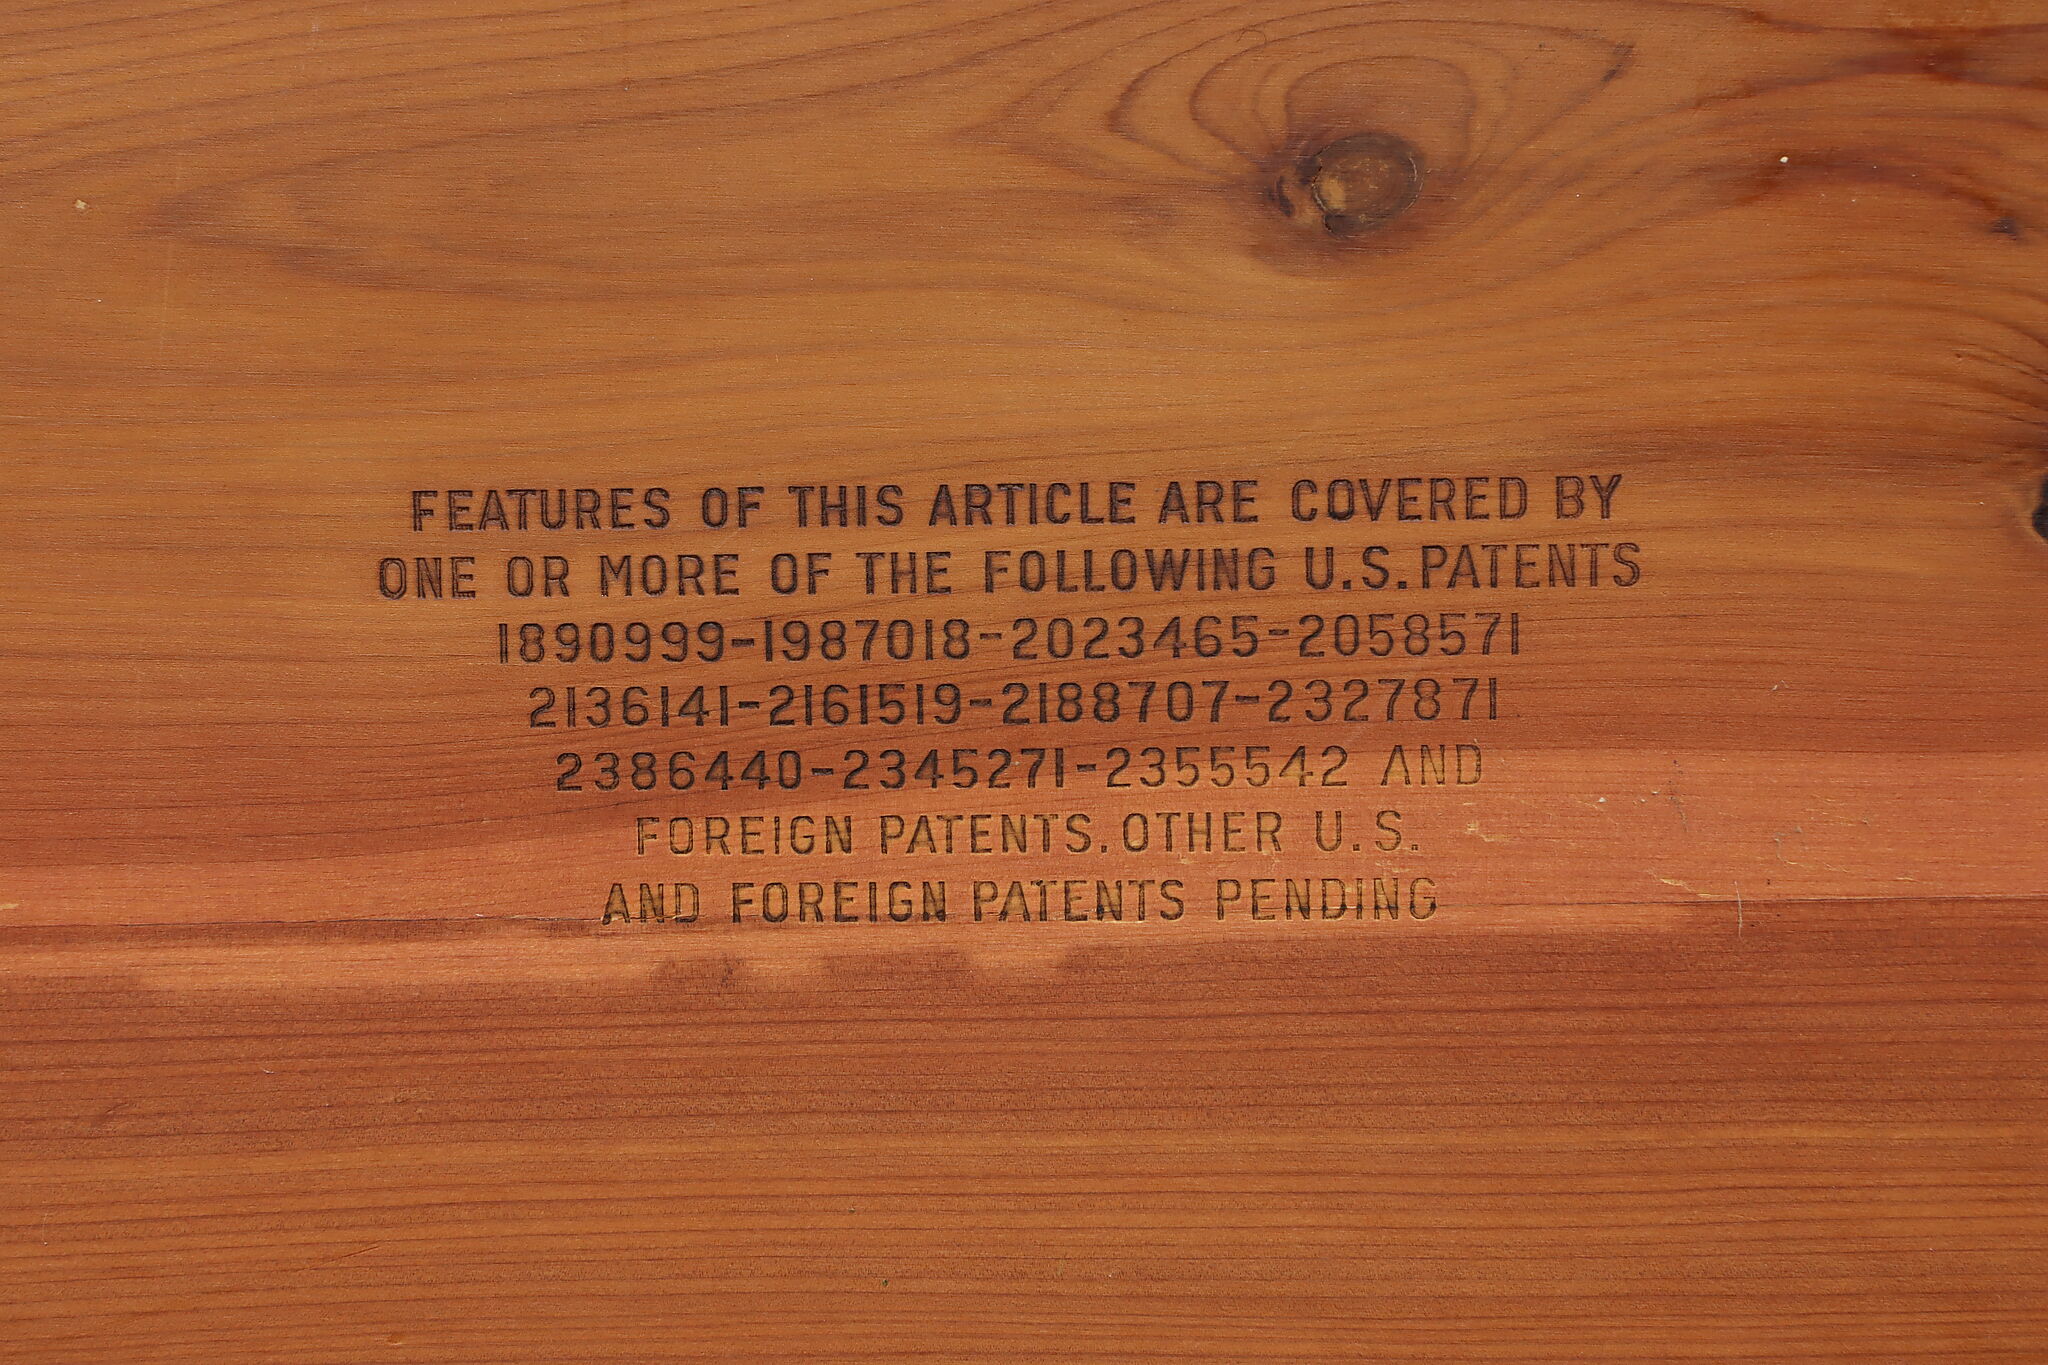 FEATURES OF THIS ARTICLE ARE COVERED BY
ONE OR MORE OF THE FOLLOWING U.S. PATENTS
1890999-1987018-2023465-2058571
2136141-2161519-2188707-2327871
2386440-2345271-2355542 AND
FOREIGN PATENTS. OTHER U.S.
AND FOREIGN PATENTS PENDING